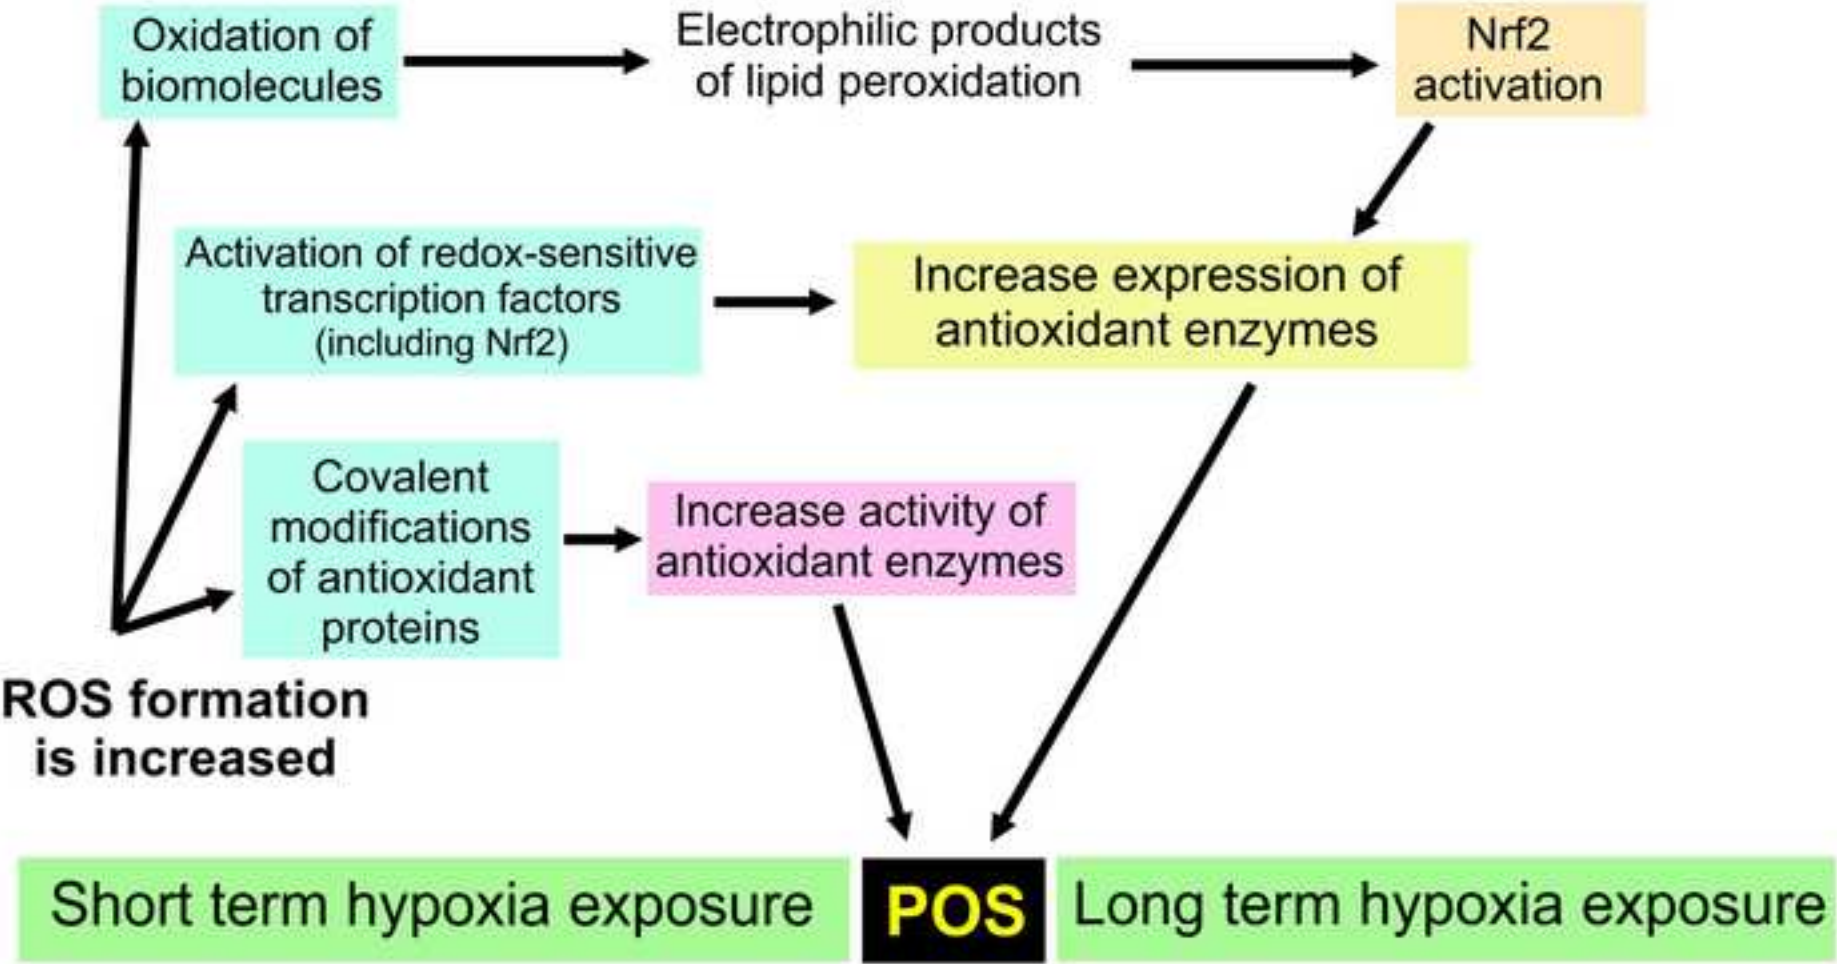 Oxidation of
biomolecules
Electrophilic products
of lipid peroxidation
Nrf2
activation
Activation of redox-sensitive
transcription factors
(including Nrf2)
Increase expression of
antioxidant enzymes
Covalent
modifications
of antioxidant
proteins
Increase activity of
antioxidant enzymes
ROS formation
is increased
Short term hypoxia exposure
POS
Long term hypoxia exposure